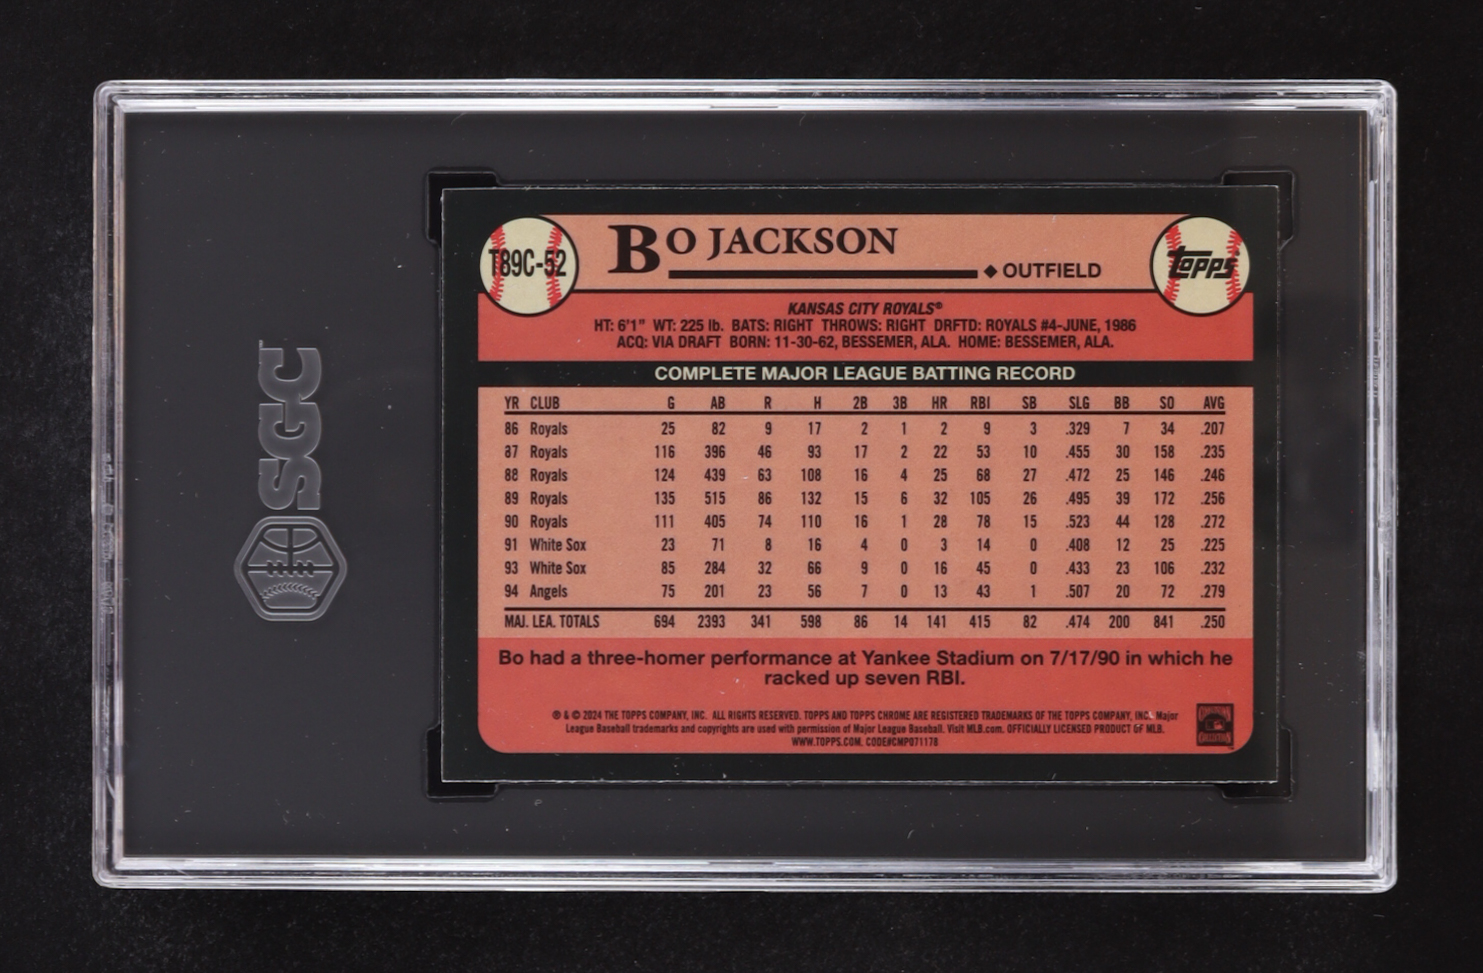 T89C-52
BO JACKSON
◆ OUTFIELD
topps
KANSAS CITY ROYALS®
HT: 6'1" WT: 225 lb. BATS: RIGHT THROWS: RIGHT DRFTD: ROYALS #4-JUNE, 1986
ACQ: VIA DRAFT BORN: 11-30-62, BESSEMER, ALA. HOME: BESSEMER, ALA.
COMPLETE MAJOR LEAGUE BATTING RECORD
YR CLUB G AB R H 2B 3B HR RBI SB SLG BB SO AVG
86 Royals 25 82 9 17 2 1 2 9 3 .329 7 34 .207
87 Royals 116 396 46 93 17 2 22 53 10 .455 30 158 .235
88 Royals 124 439 63 108 16 4 25 68 27 .472 25 146 .246
89 Royals 135 515 86 132 15 6 32 105 26 .495 39 172 .256
90 Royals 111 405 74 110 16 1 28 78 15 .523 44 128 .272
91 White Sox 23 71 8 16 4 0 3 14 0 .408 12 25 .225
93 White Sox 85 284 32 66 9 0 16 45 0 .433 23 106 .232
94 Angels 75 201 23 56 7 0 13 43 1 .507 20 72 .279
MAJ. LEA. TOTALS 694 2393 341 598 86 14 141 415 82 .474 200 841 .250
Bo had a three-homer performance at Yankee Stadium on 7/17/90 in which he
racked up seven RBI.
® & © 2024 THE TOPPS COMPANY, INC. ALL RIGHTS RESERVED. TOPPS AND TOPPS CHROME ARE REGISTERED TRADEMARKS OF THE TOPPS COMPANY, INC. Major
League Baseball trademarks and copyrights are used with permission of Major League Baseball. Visit MLB.com. OFFICIALLY LICENSED PRODUCT OF MLB.
WWW.TOPPS.COM. CODE#CMP071178
SGC